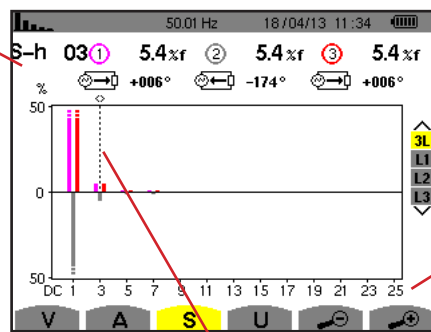 50.01 Hz 18/04/13 11:34
S-h 03 1 5.4%f 2 5.4%f 3 5.4%f
+006° -174° +006°
%
50
3L
L1
L2
L3
0
50
DC 1 3 5 7 9 11 13 15 17 19 21 23 25
V A S U